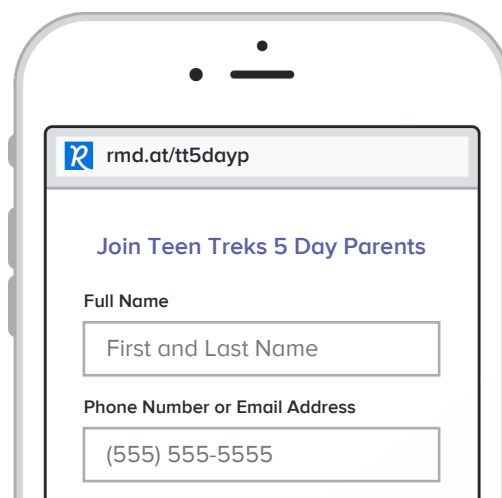 rmd.at/tt5dayp
Join Teen Treks 5 Day Parents
Full Name
First and Last Name
Phone Number or Email Address
(555) 555-5555